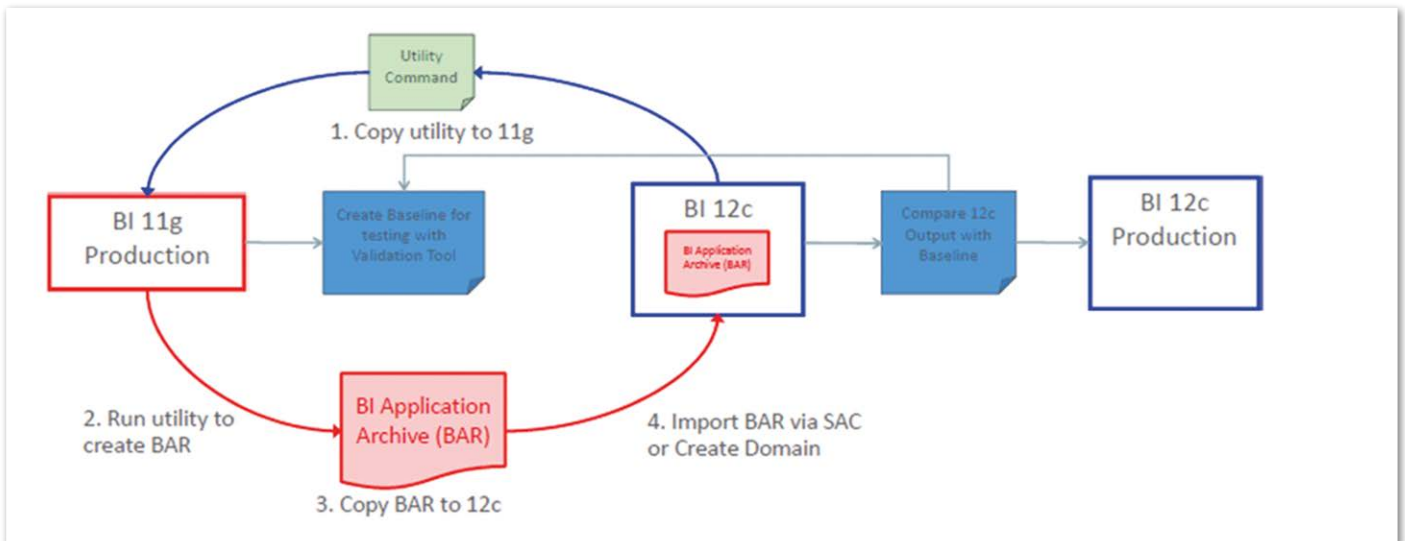 Utility
Command
1. Copy utility to 11g
BI 11g
Production
Create Baseline for
testing with
Validation Tool
BI 12c
BI Application
Archive (BAR)
Compare 12c
Output with
Baseline
BI 12c
Production
2. Run utility to
create BAR
BI Application
Archive (BAR)
3. Copy BAR to 12c
4. Import BAR via SAC
or Create Domain